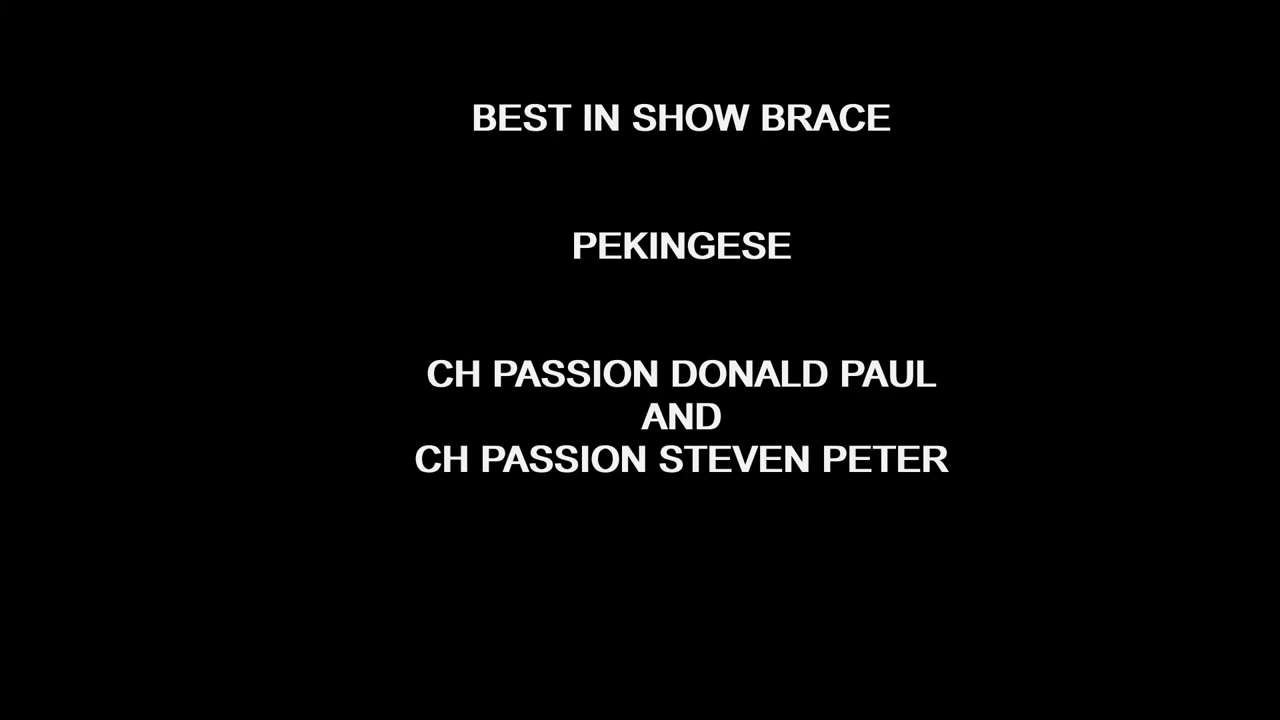 BEST IN SHOW BRACE
PEKINGESE
CH PASSION DONALD PAUL
AND
CH PASSION STEVEN PETER